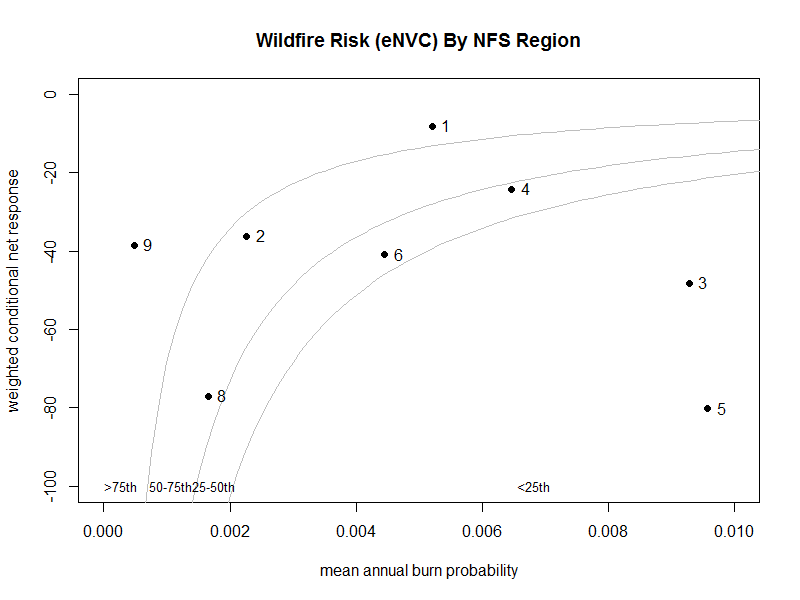 Wildfire Risk (eNVC) By NFS Region
weighted conditional net response
0
-20
-40
-60
-80
-100
1
4
2
9
6
3
8
5
>75th
50-75th
25-50th
<25th
0.000
0.002
0.004
0.006
0.008
0.010
mean annual burn probability